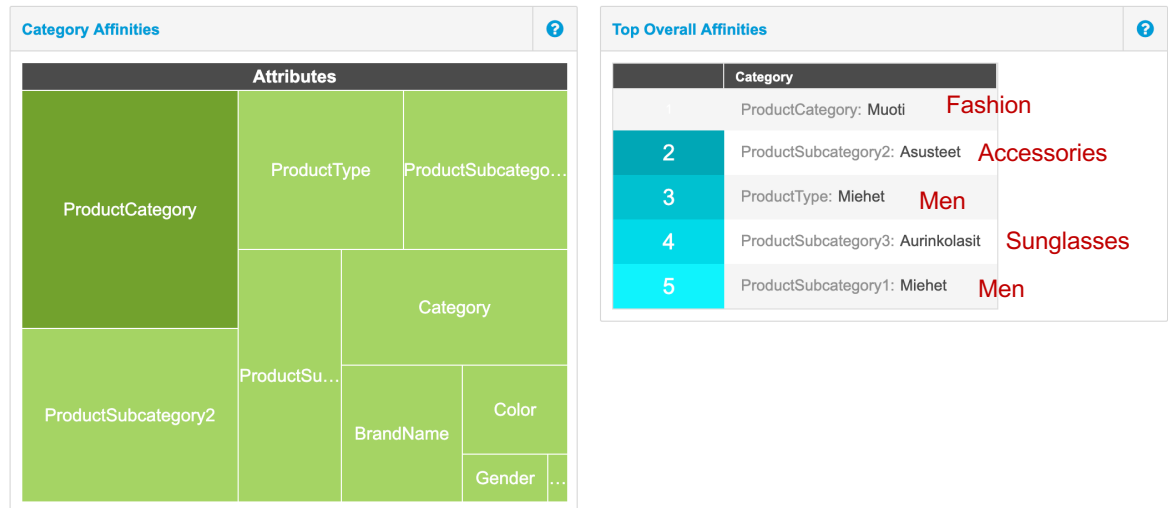 Category Affinities
?
Attributes
ProductCategory
ProductType
ProductSubcatego...
ProductSubcategory2
ProductSu...
Category
BrandName
Color
Gender
...
Top Overall Affinities
?
Category
1 ProductCategory: Muoti Fashion
2 ProductSubcategory2: Asusteet Accessories
3 ProductType: Miehet Men
4 ProductSubcategory3: Aurinkolasit Sunglasses
5 ProductSubcategory1: Miehet Men